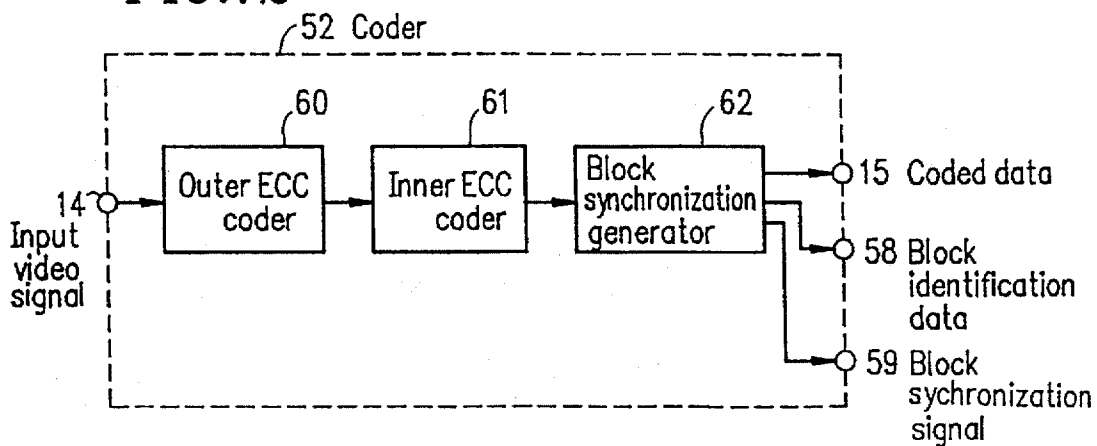 52 Coder
60
61
62
Outer ECC
coder
Inner ECC
coder
Block
synchronization
generator
14
Input
video
signal
15 Coded data
58 Block
identification
data
59 Block
sychronization
signal